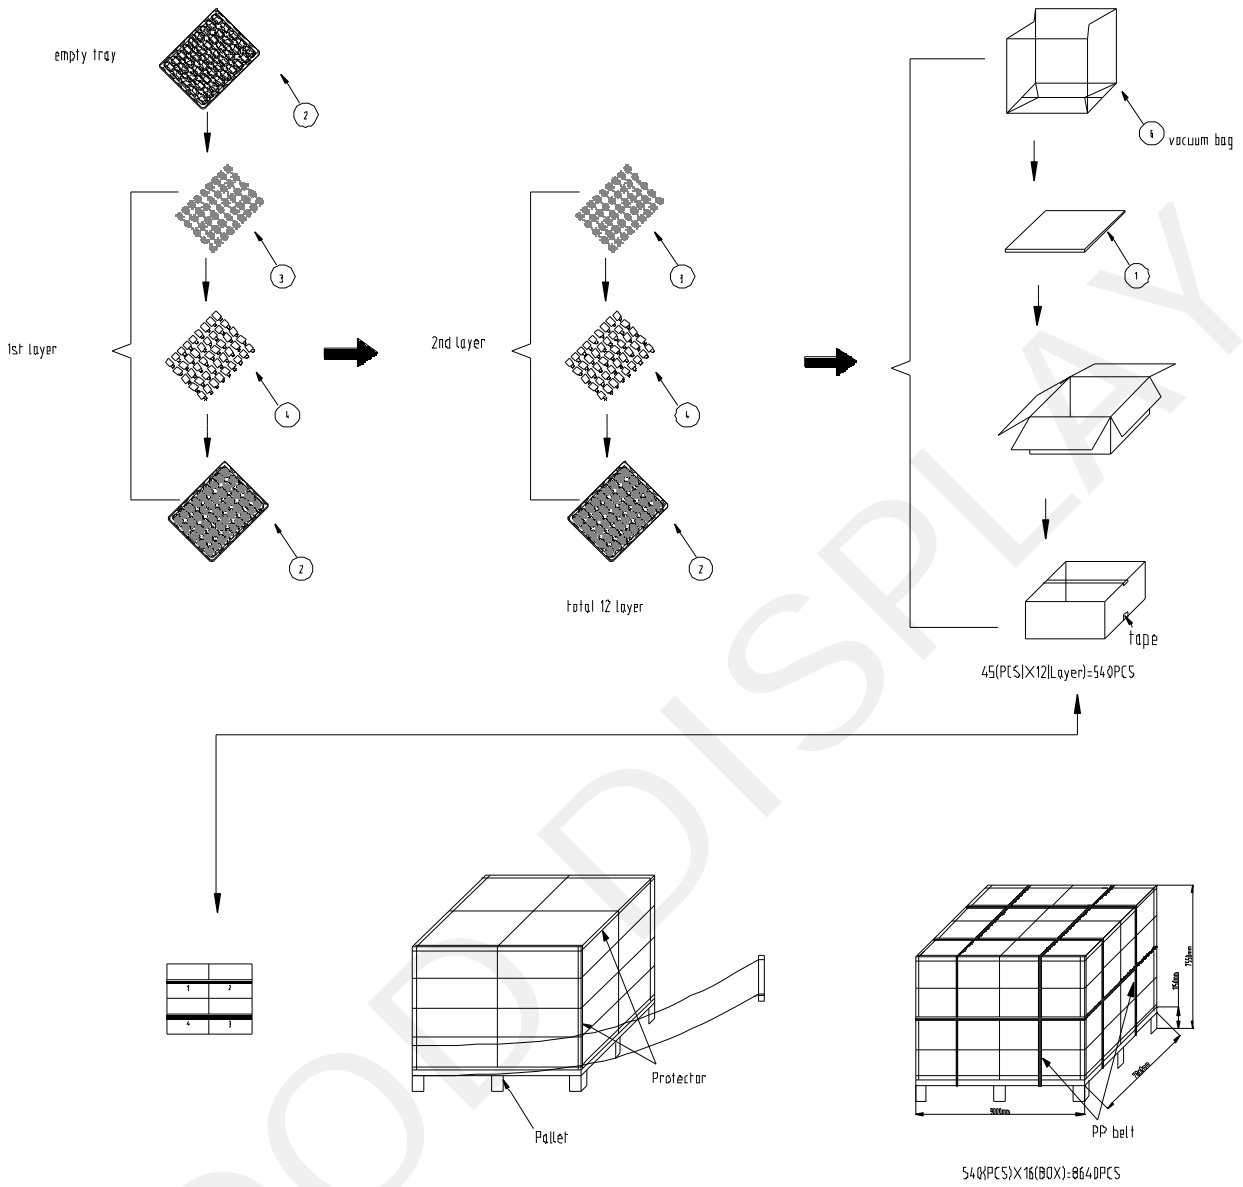 empty tray
2
6
vacuum bag
3
3
1
1st layer
2nd layer
4
4
2
2
total 12 layer
tape
45(PCS)X12(Layer)=540PCS
1 2
4 3
Protector
Pallet
PP belt
540(PCS)X16(BOX)=8640PCS
GOOD DISPLAY